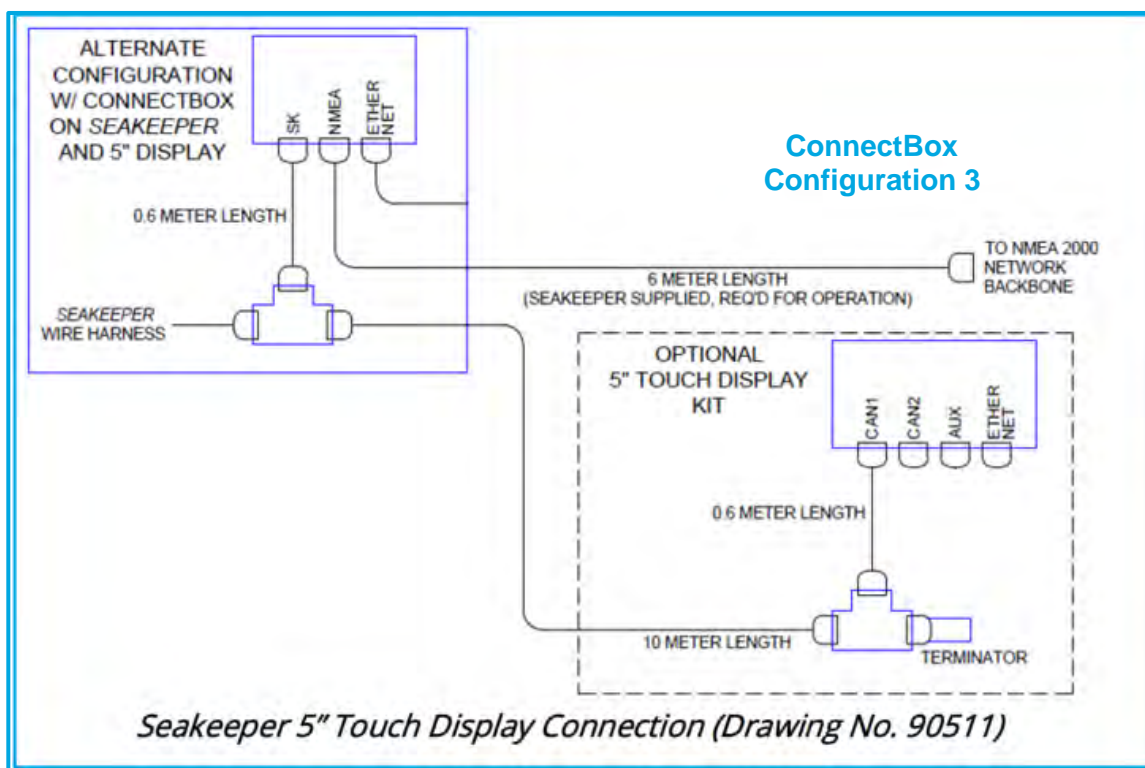 ALTERNATE
CONFIGURATION
W/ CONNECTBOX
ON SEAKEEPER
AND 5" DISPLAY
SK
NMEA
ETHER
NET
ConnectBox
Configuration 3
0.6 METER LENGTH
TO NMEA 2000
NETWORK
BACKBONE
6 METER LENGTH
(SEAKEEPER SUPPLIED, REQ'D FOR OPERATION)
SEAKEEPER
WIRE HARNESS
OPTIONAL
5" TOUCH DISPLAY
KIT
CAN1
CAN2
AUX
ETHER
NET
0.6 METER LENGTH
10 METER LENGTH
TERMINATOR
Seakeeper 5" Touch Display Connection (Drawing No. 90511)